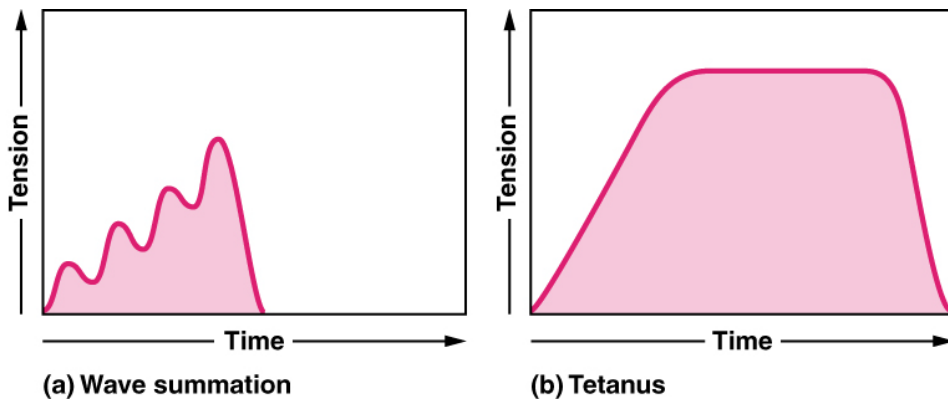 Tension
Time
(a) Wave summation
Tension
Time
(b) Tetanus